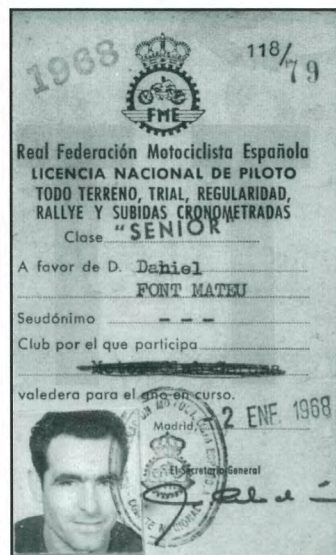 1968
118/79
FME
Real Federación Motociclista Española
LICENCIA NACIONAL DE PILOTO
TODO TERRENO, TRIAL, REGULARIDAD,
RALLYE Y SUBIDAS CRONOMETRADAS
Clase "SENIOR"
A favor de D. Daniel
FONT MATEU
Seudónimo - - -
Club por el que participa
valedera para el año en curso.
Madrid, 2 ENE. 1968
El Secretario General